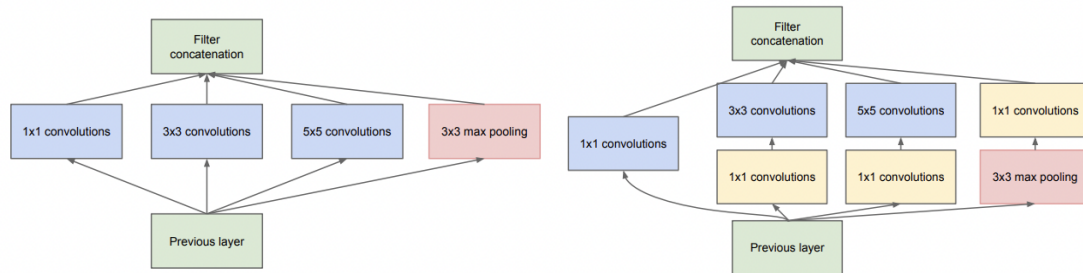 Filter
concatenation
1x1 convolutions
3x3 convolutions
5x5 convolutions
3x3 max pooling
Previous layer
Filter
concatenation
3x3 convolutions
5x5 convolutions
1x1 convolutions
1x1 convolutions
1x1 convolutions
1x1 convolutions
3x3 max pooling
Previous layer